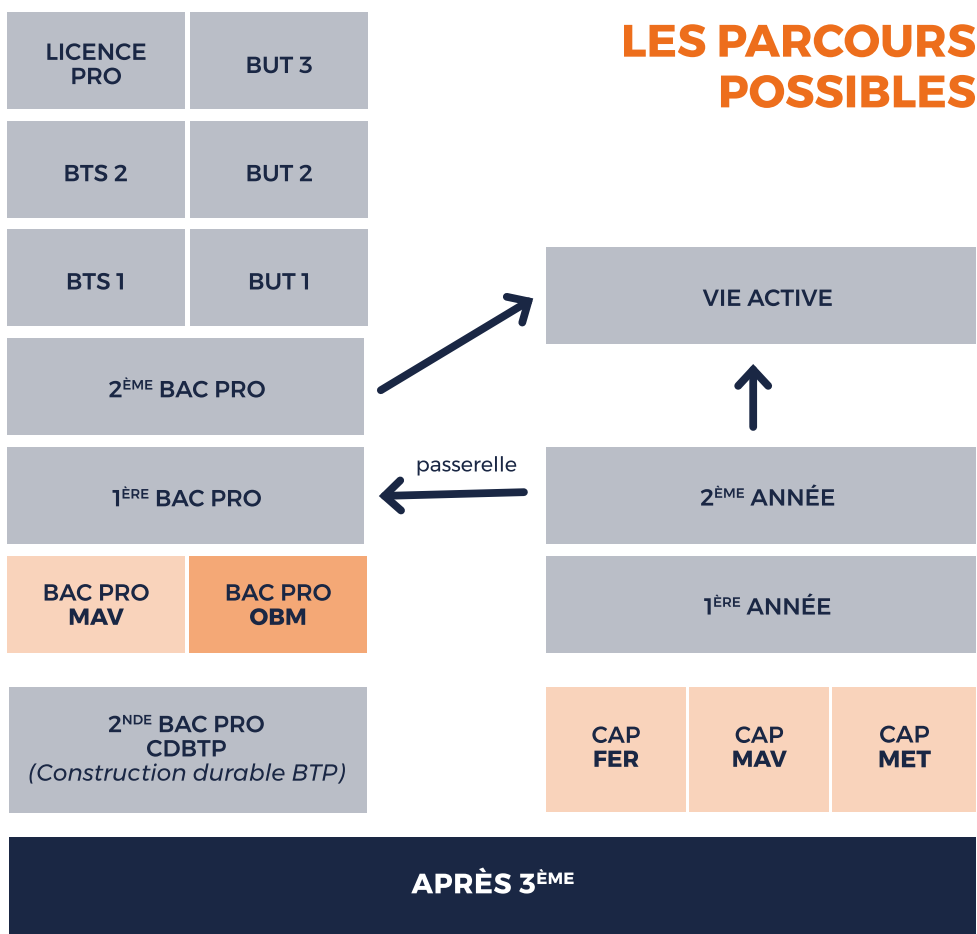 LES PARCOURS
POSSIBLES
LICENCE
PRO
BUT 3
BTS 2
BUT 2
BTS 1
BUT 1
VIE ACTIVE
2ÈME BAC PRO
passerelle
1ÈRE BAC PRO
2ÈME ANNÉE
BAC PRO
MAV
BAC PRO
OBM
1ÈRE ANNÉE
2NDE BAC PRO
CDBTP
(Construction durable BTP)
CAP
FER
CAP
MAV
CAP
MET
APRÈS 3ÈME